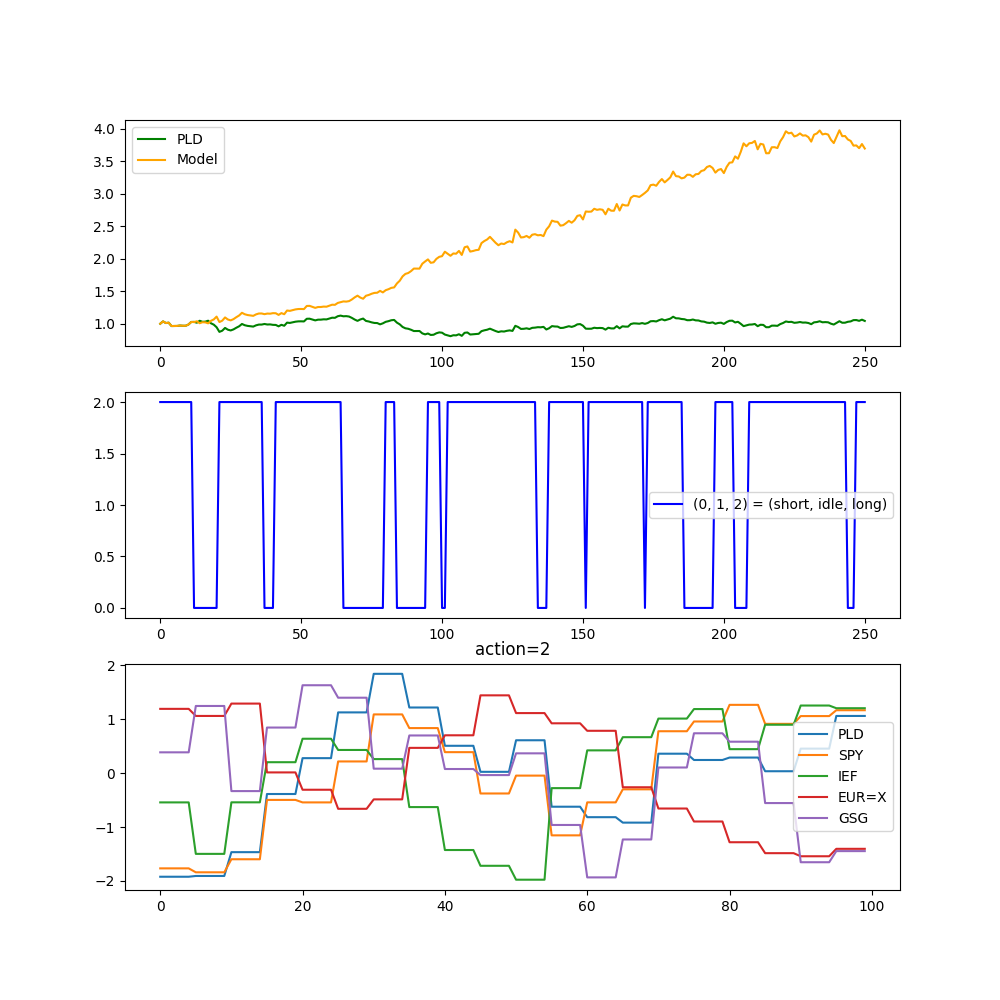 4.0
3.5
3.0
2.5
2.0
1.5
1.0
PLD
Model
0 50 100 150 200 250
2.0
1.5
1.0
0.5
0.0
(0, 1, 2) = (short, idle, long)
0 50 100 150 200 250
action=2
2
1
0
−1
−2
PLD
SPY
IEF
EUR=X
GSG
0 20 40 60 80 100